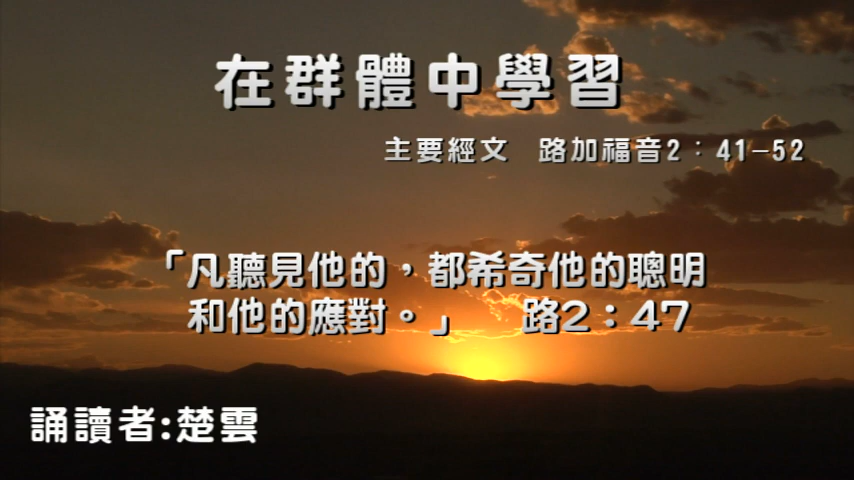 在群體中學習
主要經文　路加福音2：41-52
「凡聽見他的，都希奇他的聰明
和他的應對。」　路2：47
誦讀者:楚雲